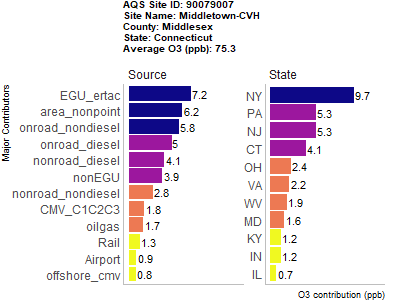 AQS Site ID: 90079007
Site Name: Middletown-CVH
County: Middlesex
State: Connecticut
Average O3 (ppb): 75.3
Major Contributors
Source
EGU_ertac 7.2
area_nonpoint 6.2
onroad_nondiesel 5.8
onroad_diesel 5
nonroad_diesel 4.1
nonEGU 3.9
nonroad_nondiesel 2.8
CMV_C1C2C3 1.8
oilgas 1.7
Rail 1.3
Airport 0.9
offshore_cmv 0.8
State
NY 9.7
PA 5.3
NJ 5.3
CT 4.1
OH 2.4
VA 2.2
WV 1.9
MD 1.6
KY 1.2
IN 1.2
IL 0.7
O3 contribution (ppb)